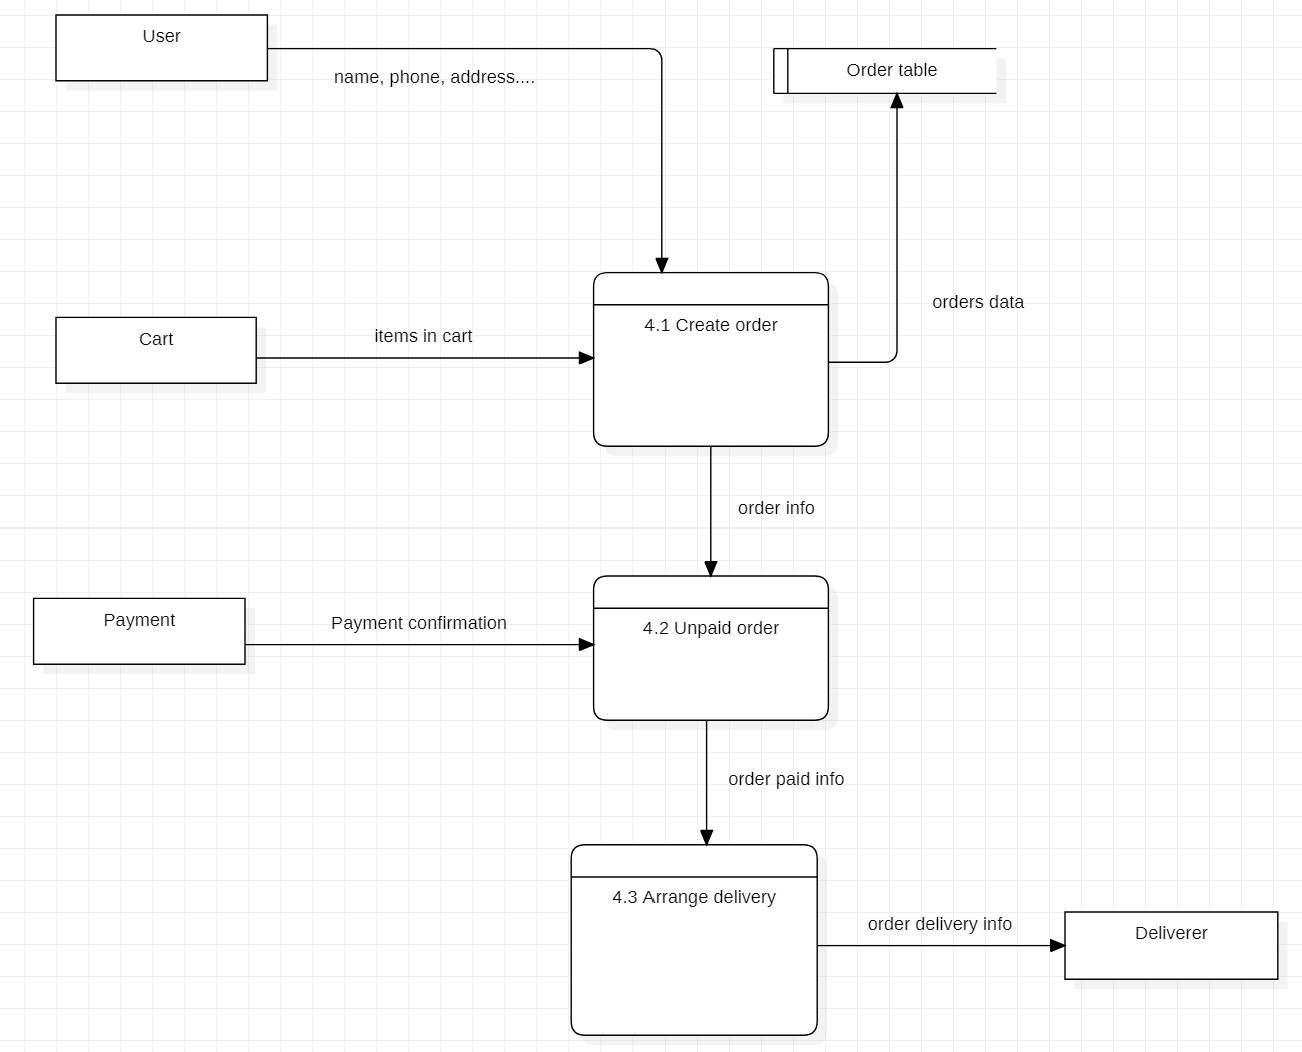 User
name, phone, address....
Order table
orders data
4.1 Create order
items in cart
Cart
order info
Payment
Payment confirmation
4.2 Unpaid order
order paid info
4.3 Arrange delivery
order delivery info
Deliverer